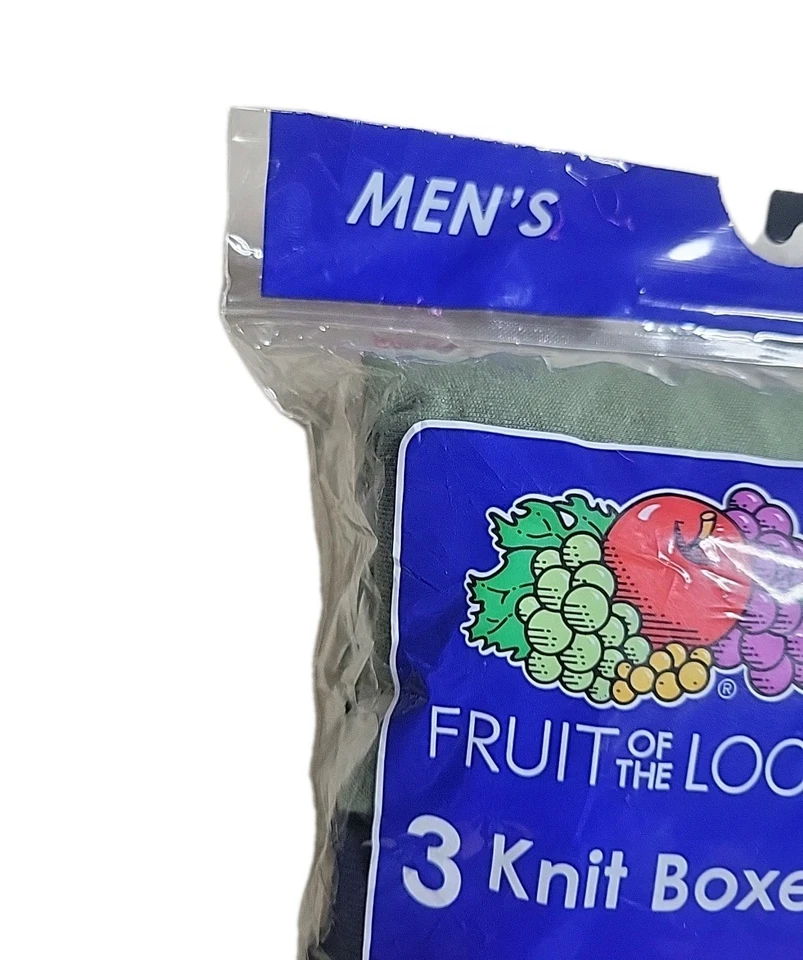 MEN'S
®
FRUIT OF THE LOO
3 Knit Boxe